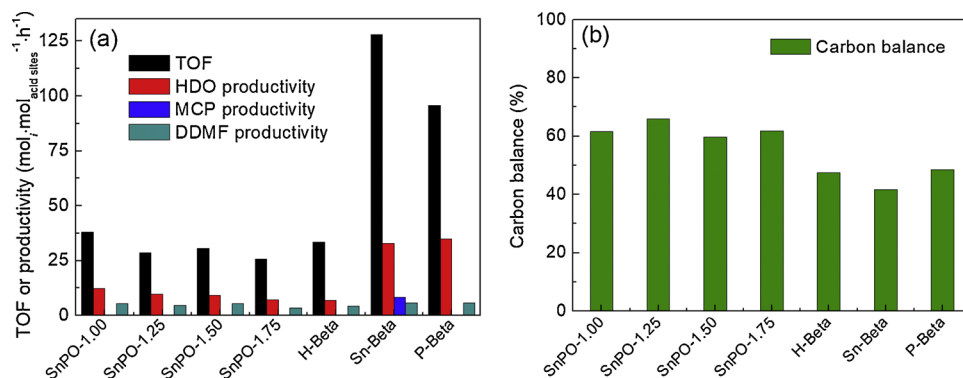 (a)
TOF
HDO productivity
MCP productivity
DDMF productivity
TOF or productivity (molᵢ·mol_acid sites⁻¹·h⁻¹)
125
100
75
50
25
0
SnPO-1.00
SnPO-1.25
SnPO-1.50
SnPO-1.75
H-Beta
Sn-Beta
P-Beta
(b)
Carbon balance
Carbon balance (%)
100
80
60
40
20
0
SnPO-1.00
SnPO-1.25
SnPO-1.50
SnPO-1.75
H-Beta
Sn-Beta
P-Beta